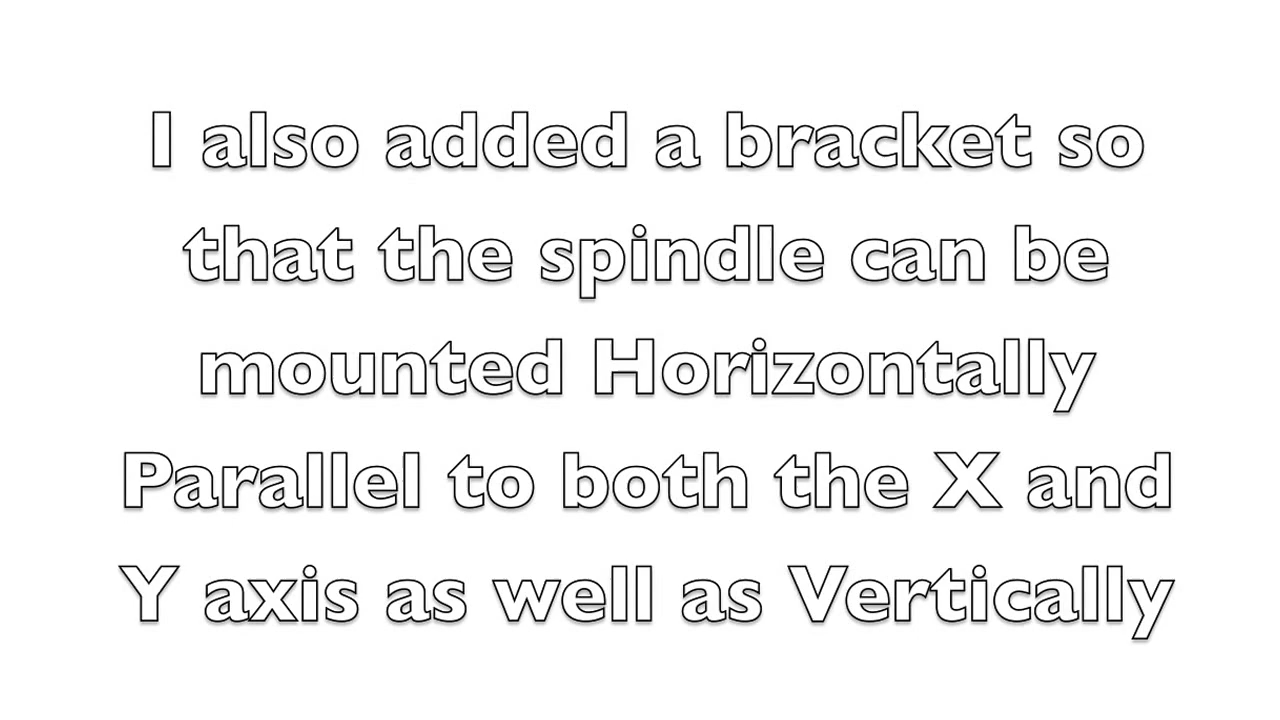 I also added a bracket so
that the spindle can be
mounted Horizontally
Parallel to both the X and
Y axis as well as Vertically